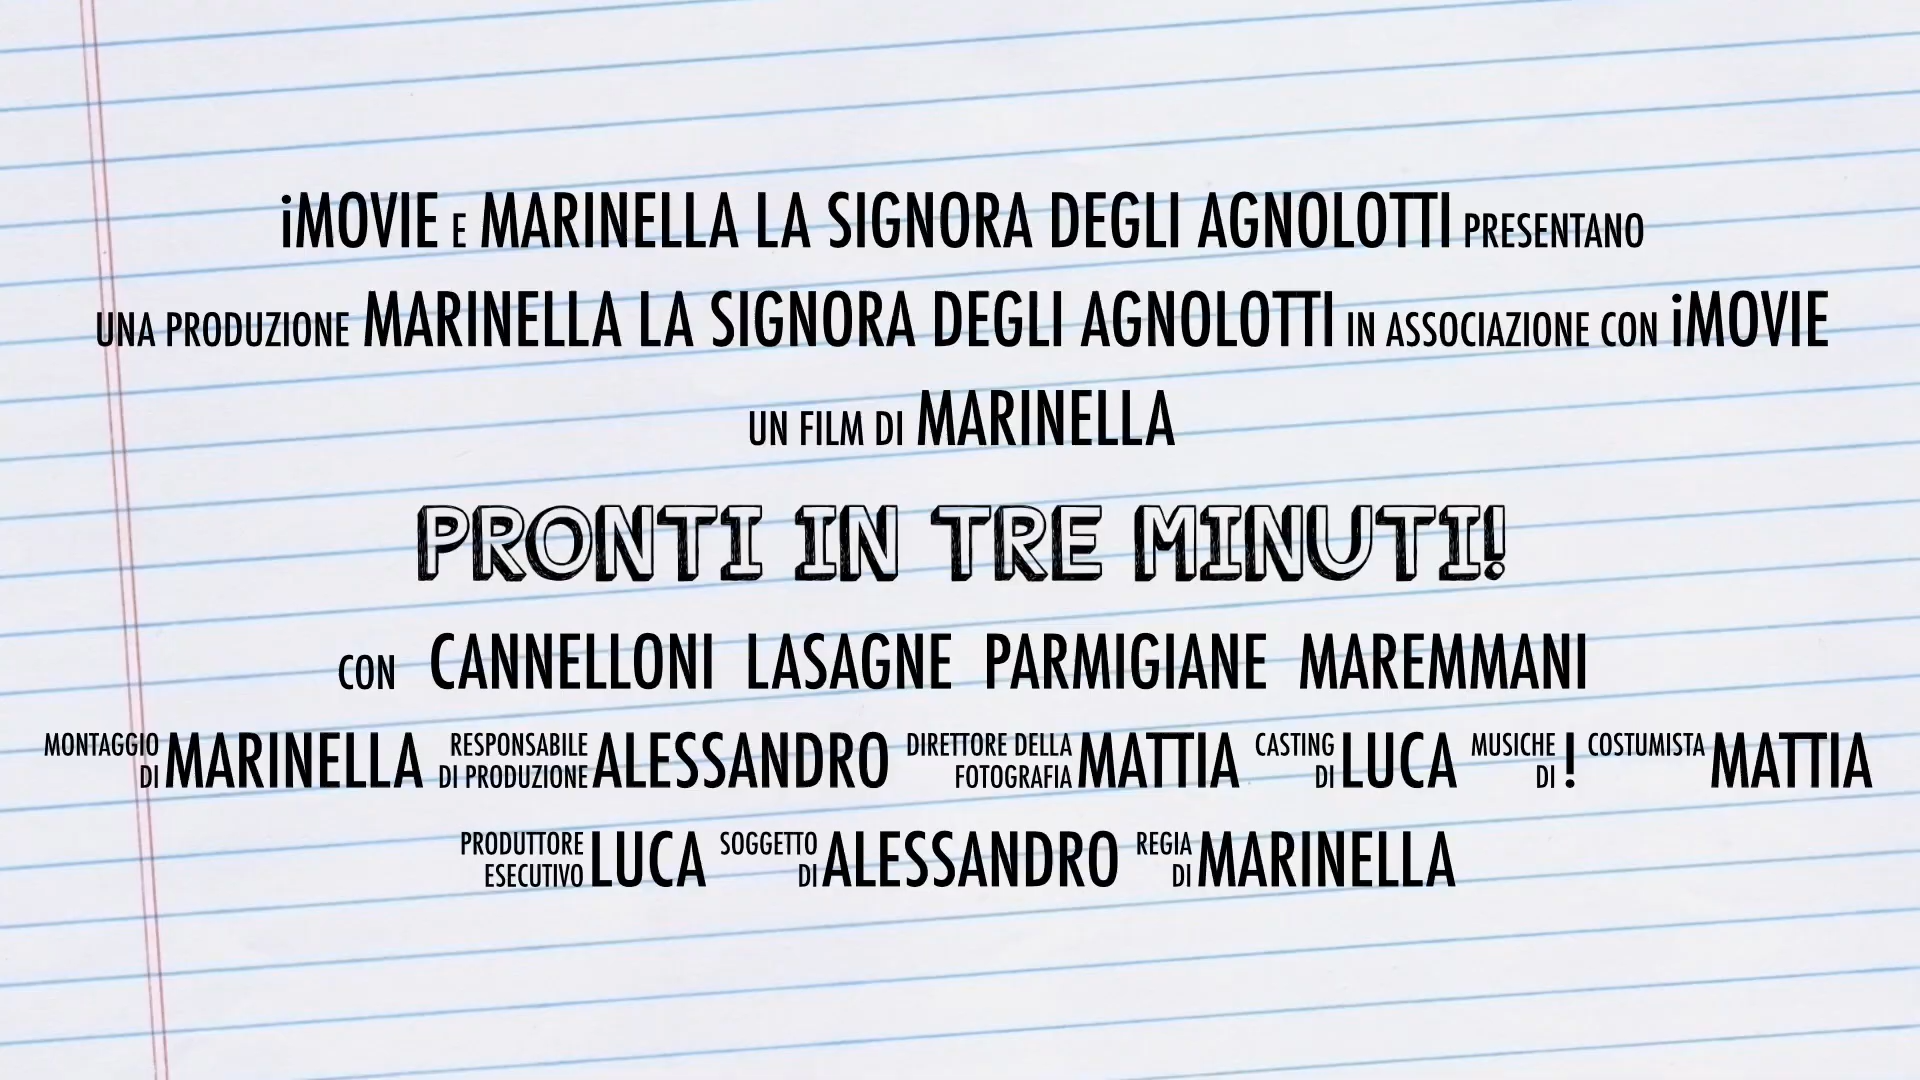 iMOVIE E MARINELLA LA SIGNORA DEGLI AGNOLOTTI PRESENTANO
UNA PRODUZIONE MARINELLA LA SIGNORA DEGLI AGNOLOTTI IN ASSOCIAZIONE CON iMOVIE
UN FILM DI MARINELLA
PRONTI IN TRE MINUTI!
CON CANNELLONI LASAGNE PARMIGIANE MAREMMANI
MONTAGGIO DI MARINELLA RESPONSABILE DI PRODUZIONE ALESSANDRO DIRETTORE DELLA FOTOGRAFIA MATTIA CASTING DI LUCA MUSICHE DI ! COSTUMISTA MATTIA
PRODUTTORE ESECUTIVO LUCA SOGGETTO DI ALESSANDRO REGIA DI MARINELLA